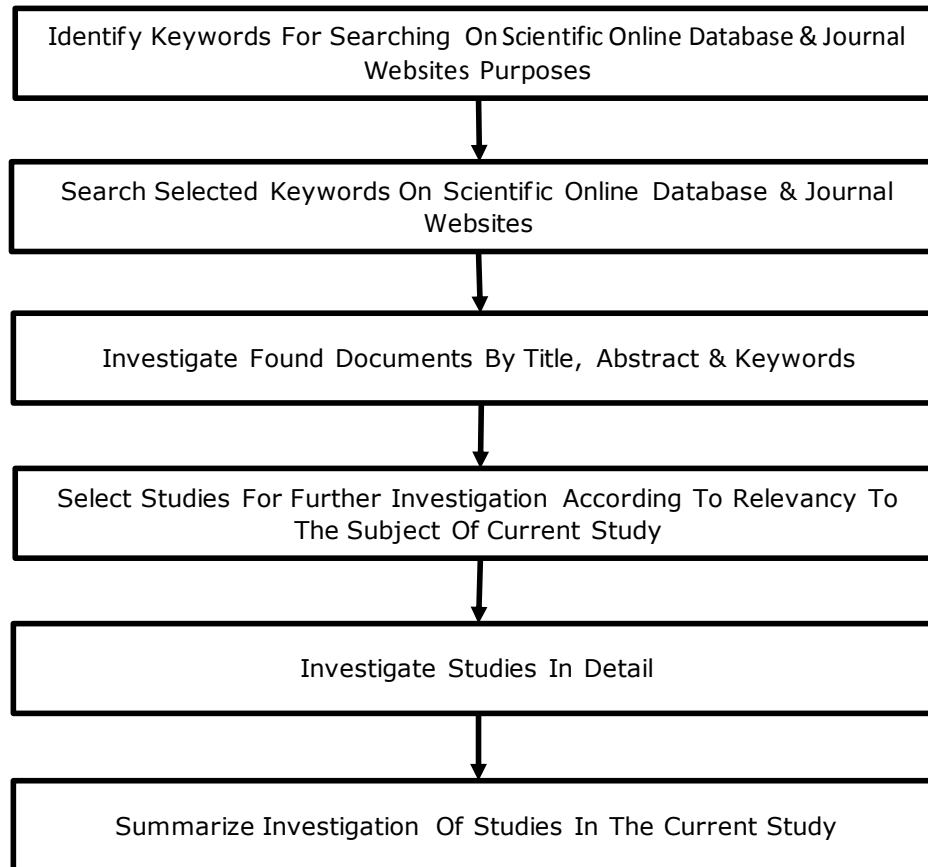 Identify Keywords For Searching On Scientific Online Database & Journal
Websites Purposes
Search Selected Keywords On Scientific Online Database & Journal
Websites
Investigate Found Documents By Title, Abstract & Keywords
Select Studies For Further Investigation According To Relevancy To
The Subject Of Current Study
Investigate Studies In Detail
Summarize Investigation Of Studies In The Current Study